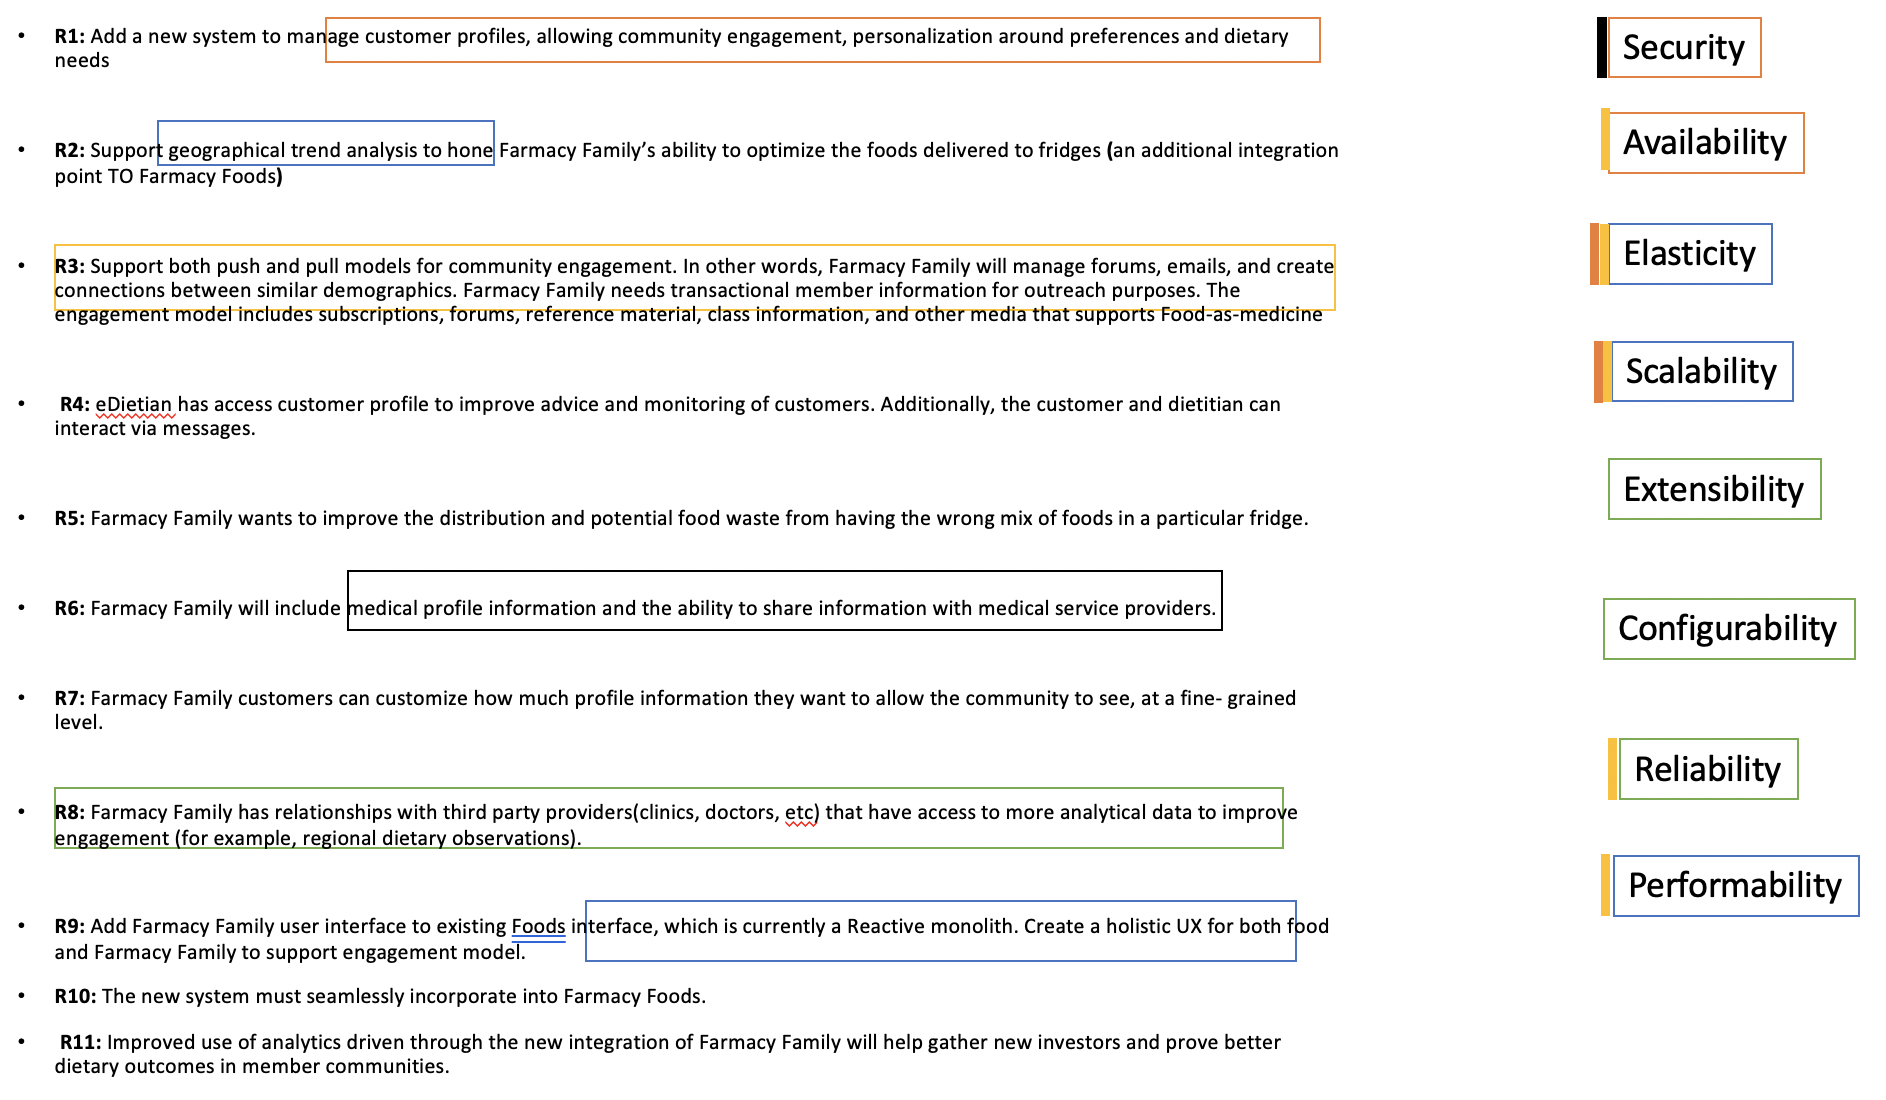 • R1: Add a new system to manage customer profiles, allowing community engagement, personalization around preferences and dietary
needs
• R2: Support geographical trend analysis to hone Farmacy Family’s ability to optimize the foods delivered to fridges (an additional integration
point TO Farmacy Foods)
• R3: Support both push and pull models for community engagement. In other words, Farmacy Family will manage forums, emails, and create
connections between similar demographics. Farmacy Family needs transactional member information for outreach purposes. The
engagement model includes subscriptions, forums, reference material, class information, and other media that supports Food-as-medicine
• R4: eDietian has access customer profile to improve advice and monitoring of customers. Additionally, the customer and dietitian can
interact via messages.
• R5: Farmacy Family wants to improve the distribution and potential food waste from having the wrong mix of foods in a particular fridge.
• R6: Farmacy Family will include medical profile information and the ability to share information with medical service providers.
• R7: Farmacy Family customers can customize how much profile information they want to allow the community to see, at a fine- grained
level.
• R8: Farmacy Family has relationships with third party providers(clinics, doctors, etc) that have access to more analytical data to improve
engagement (for example, regional dietary observations).
• R9: Add Farmacy Family user interface to existing Foods interface, which is currently a Reactive monolith. Create a holistic UX for both food
and Farmacy Family to support engagement model.
• R10: The new system must seamlessly incorporate into Farmacy Foods.
• R11: Improved use of analytics driven through the new integration of Farmacy Family will help gather new investors and prove better
dietary outcomes in member communities.
Security
Availability
Elasticity
Scalability
Extensibility
Configurability
Reliability
Performability